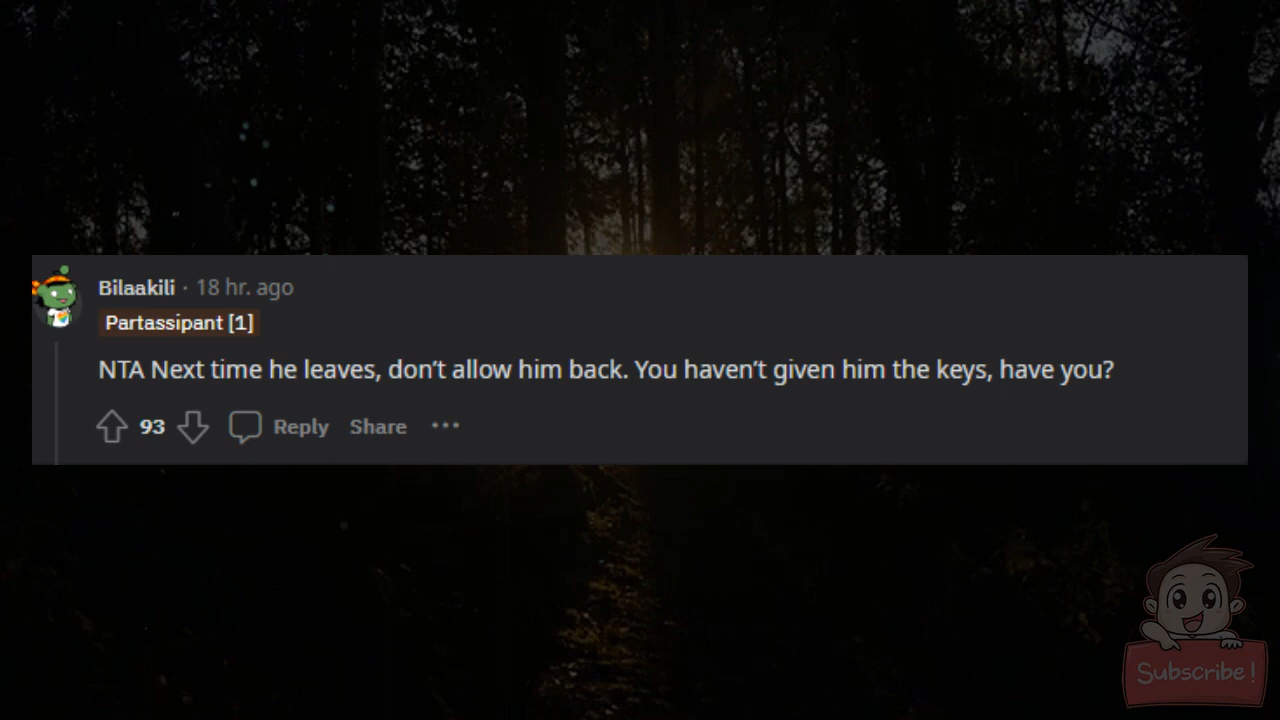 Bilaakili · 18 hr. ago
Partassipant [1]
NTA Next time he leaves, don’t allow him back. You haven’t given him the keys, have you?
93 Reply Share •••
Subscribe!